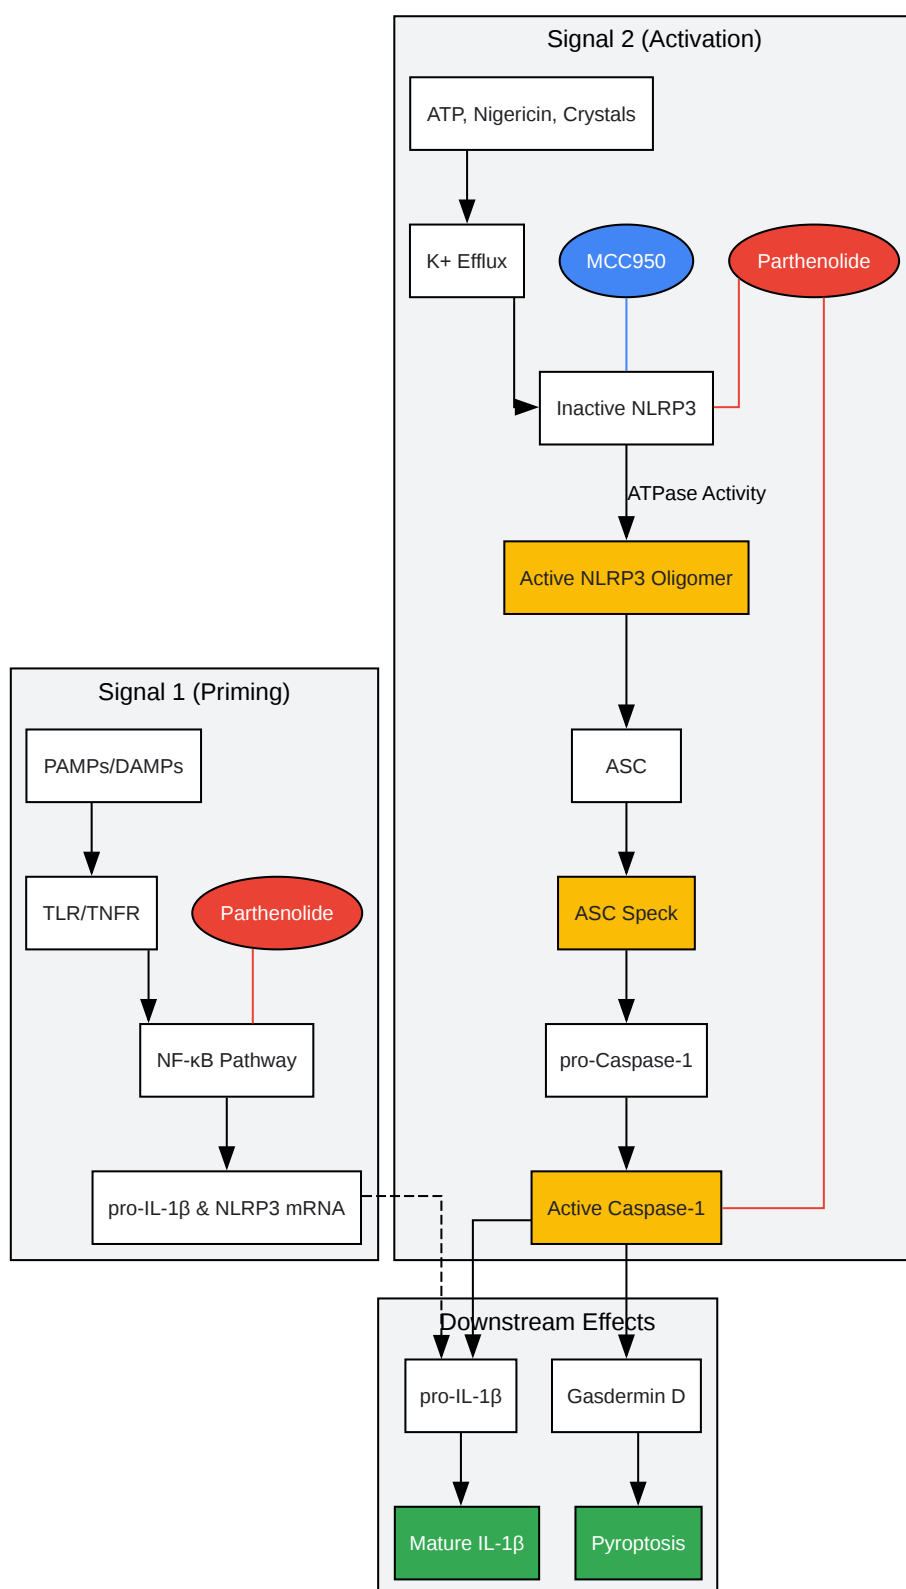 Signal 2 (Activation)
ATP, Nigericin, Crystals
K+ Efflux
MCC950
Parthenolide
Inactive NLRP3
ATPase Activity
Active NLRP3 Oligomer
ASC
ASC Speck
pro-Caspase-1
Active Caspase-1
Signal 1 (Priming)
PAMPs/DAMPs
TLR/TNFR
Parthenolide
NF-κB Pathway
pro-IL-1β & NLRP3 mRNA
Downstream Effects
pro-IL-1β
Gasdermin D
Mature IL-1β
Pyroptosis